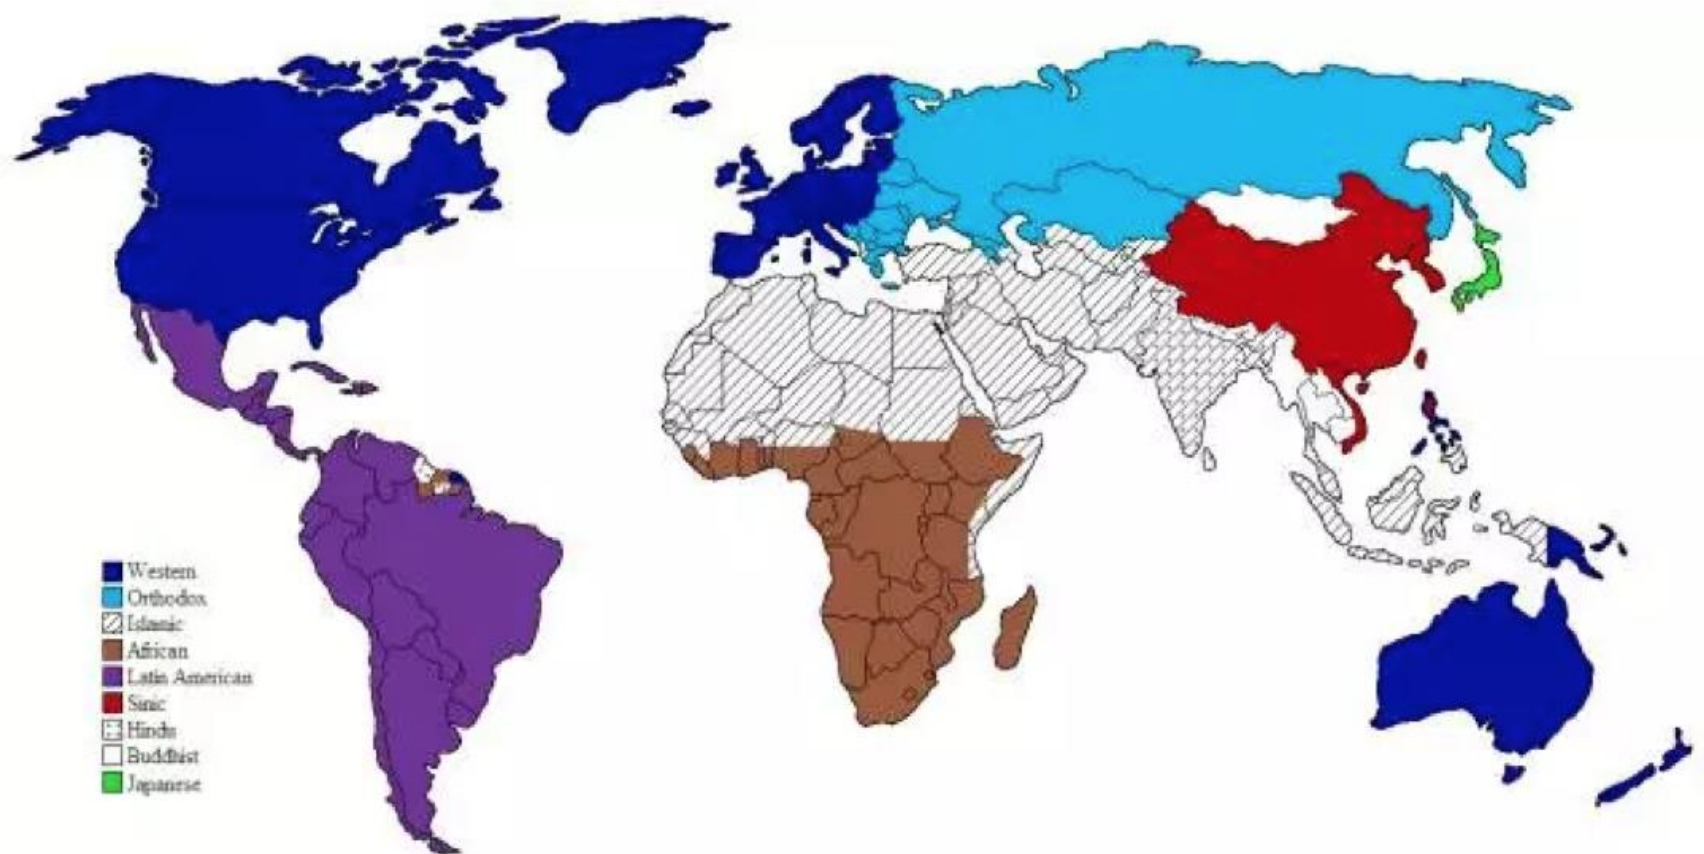 Western
Orthodox
Islamic
African
Latin American
Sinic
Hindu
Buddhist
Japanese